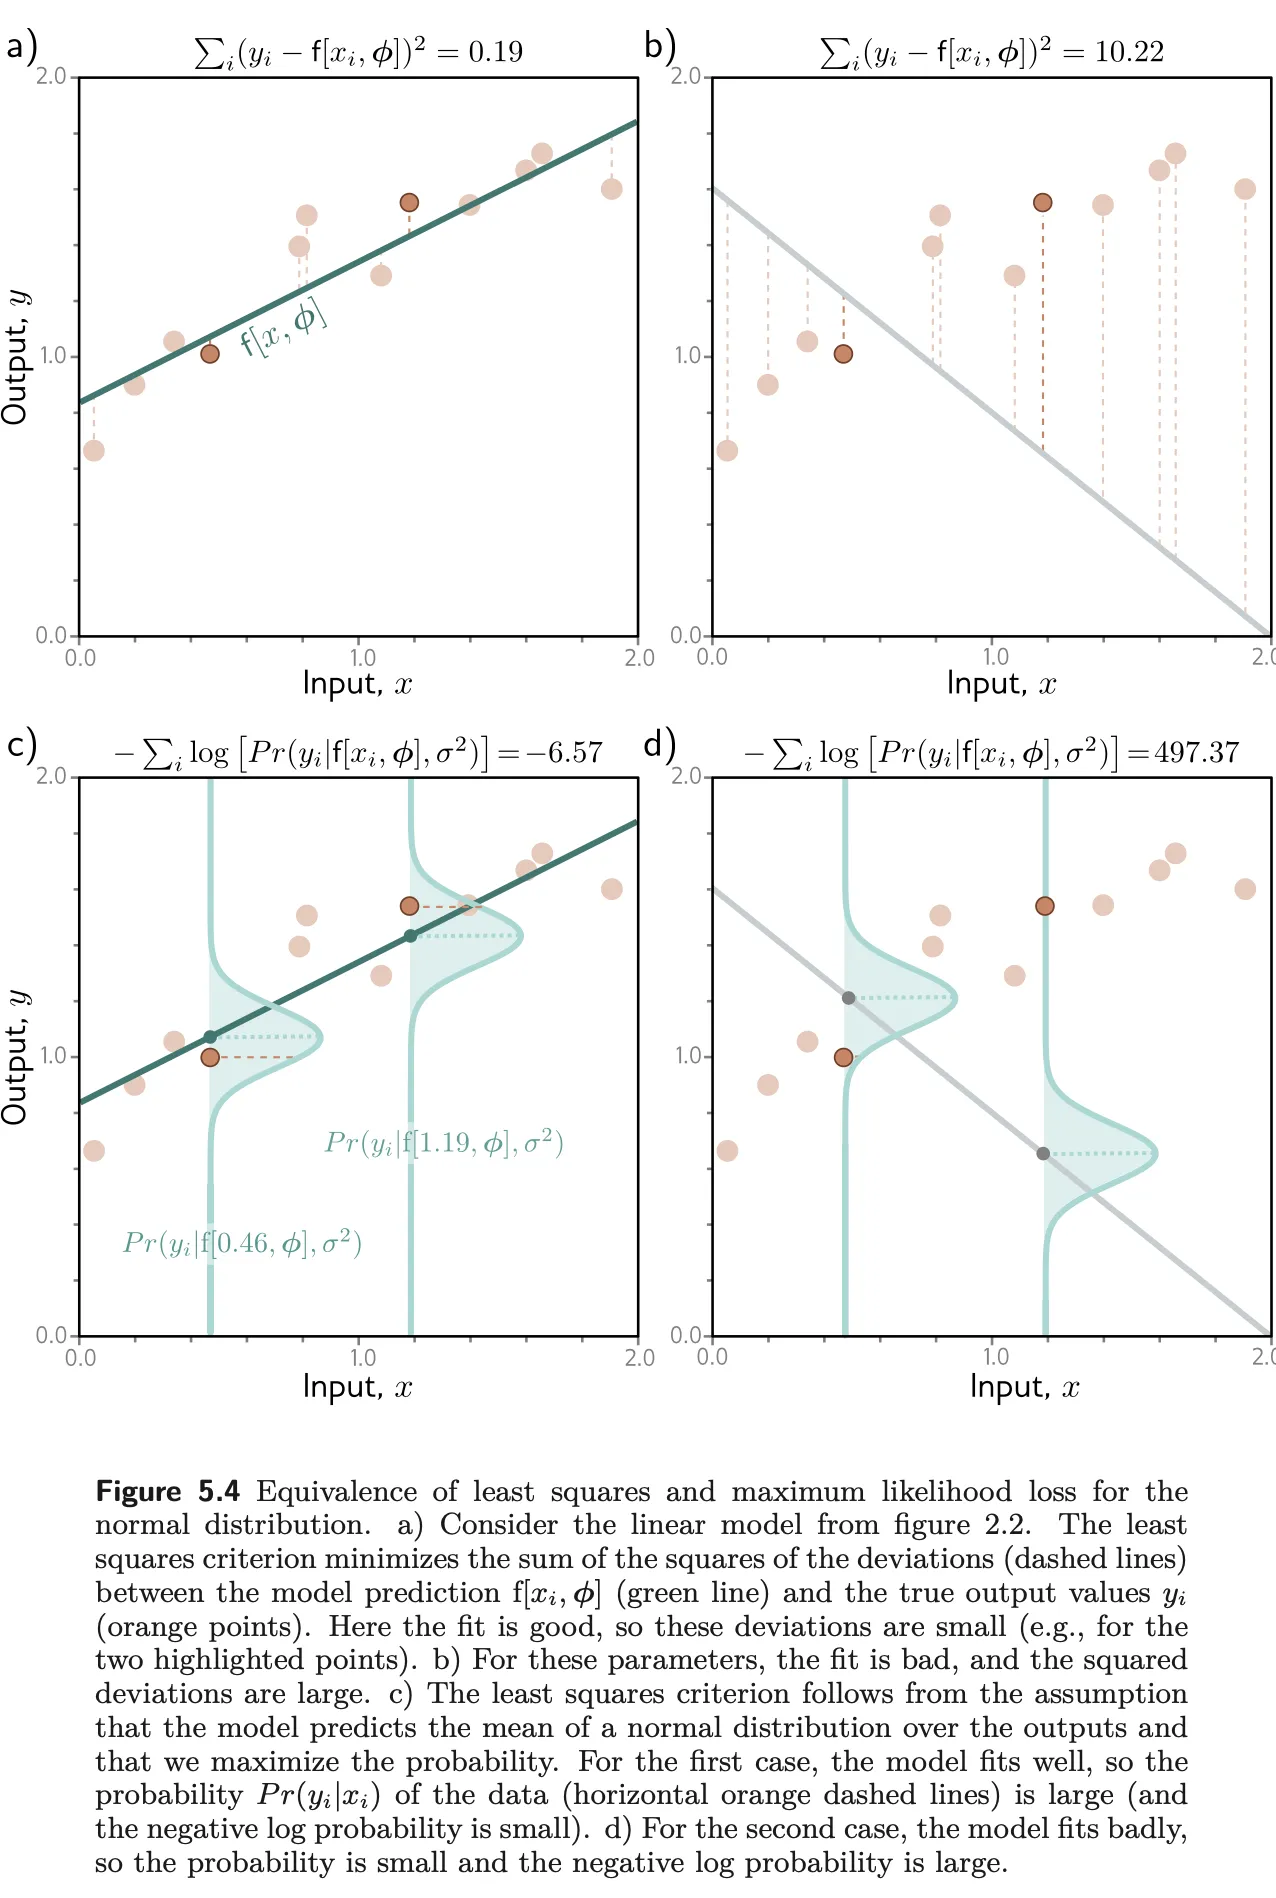 a) ∑ᵢ(yᵢ − f[xᵢ, ϕ])² = 0.19
b) ∑ᵢ(yᵢ − f[xᵢ, ϕ])² = 10.22
2.0
1.0
0.0
Output, y
f[x, ϕ]
0.0 1.0 2.0
Input, x
2.0
1.0
0.0
0.0 1.0 2.0
Input, x
c) − ∑ᵢ log [Pr(yᵢ|f[xᵢ, ϕ], σ²)] = −6.57
d) − ∑ᵢ log [Pr(yᵢ|f[xᵢ, ϕ], σ²)] = 497.37
2.0
1.0
0.0
Output, y
Pr(yᵢ|f[1.19, ϕ], σ²)
Pr(yᵢ|f[0.46, ϕ], σ²)
0.0 1.0 2.0
Input, x
2.0
1.0
0.0
0.0 1.0 2.0
Input, x
Figure 5.4 Equivalence of least squares and maximum likelihood loss for the
normal distribution. a) Consider the linear model from figure 2.2. The least
squares criterion minimizes the sum of the squares of the deviations (dashed lines)
between the model prediction f[xᵢ, ϕ] (green line) and the true output values yᵢ
(orange points). Here the fit is good, so these deviations are small (e.g., for the
two highlighted points). b) For these parameters, the fit is bad, and the squared
deviations are large. c) The least squares criterion follows from the assumption
that the model predicts the mean of a normal distribution over the outputs and
that we maximize the probability. For the first case, the model fits well, so the
probability Pr(yᵢ|xᵢ) of the data (horizontal orange dashed lines) is large (and
the negative log probability is small). d) For the second case, the model fits badly,
so the probability is small and the negative log probability is large.